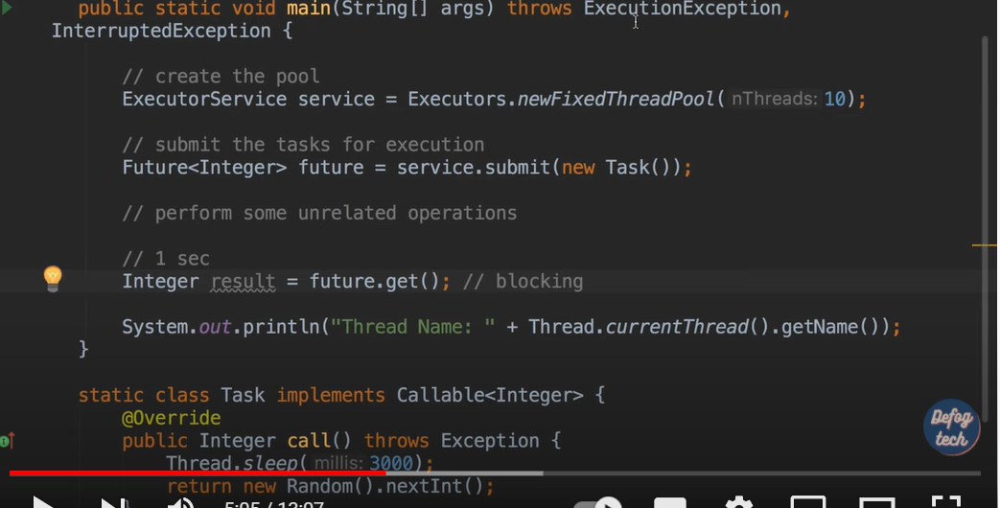 public static void main(String[] args) throws ExecutionException,
InterruptedException {
// create the pool
ExecutorService service = Executors.newFixedThreadPool( nThreads: 10);
// submit the tasks for execution
Future<Integer> future = service.submit(new Task());
// perform some unrelated operations
// 1 sec
Integer result = future.get(); // blocking
System.out.println("Thread Name: " + Thread.currentThread().getName());
}
static class Task implements Callable<Integer> {
@Override
public Integer call() throws Exception {
Thread.sleep( millis: 3000);
return new Random().nextInt();
Defog
tech
5:05 / 13:07